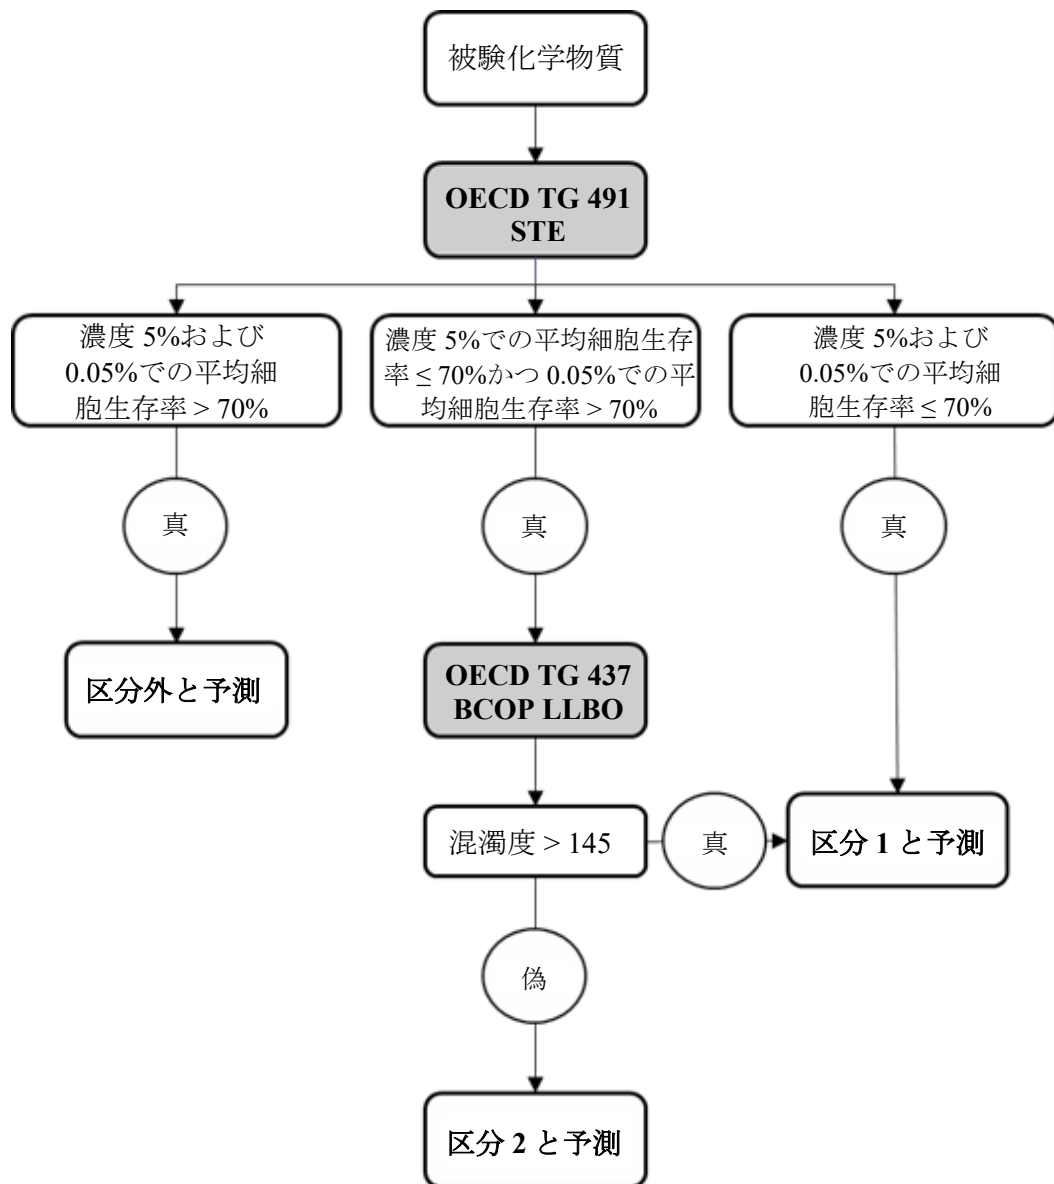 被験化学物質
OECD TG 491
STE
濃度 5%および
0.05%での平均細
胞生存率 > 70%
濃度 5%での平均細胞生存
率 ≤ 70%かつ 0.05%での平
均細胞生存率 > 70%
濃度 5%および
0.05%での平均細
胞生存率 ≤ 70%
真
真
真
区分外と予測
OECD TG 437
BCOP LLBO
混濁度 > 145
真
区分 1 と予測
偽
区分 2 と予測